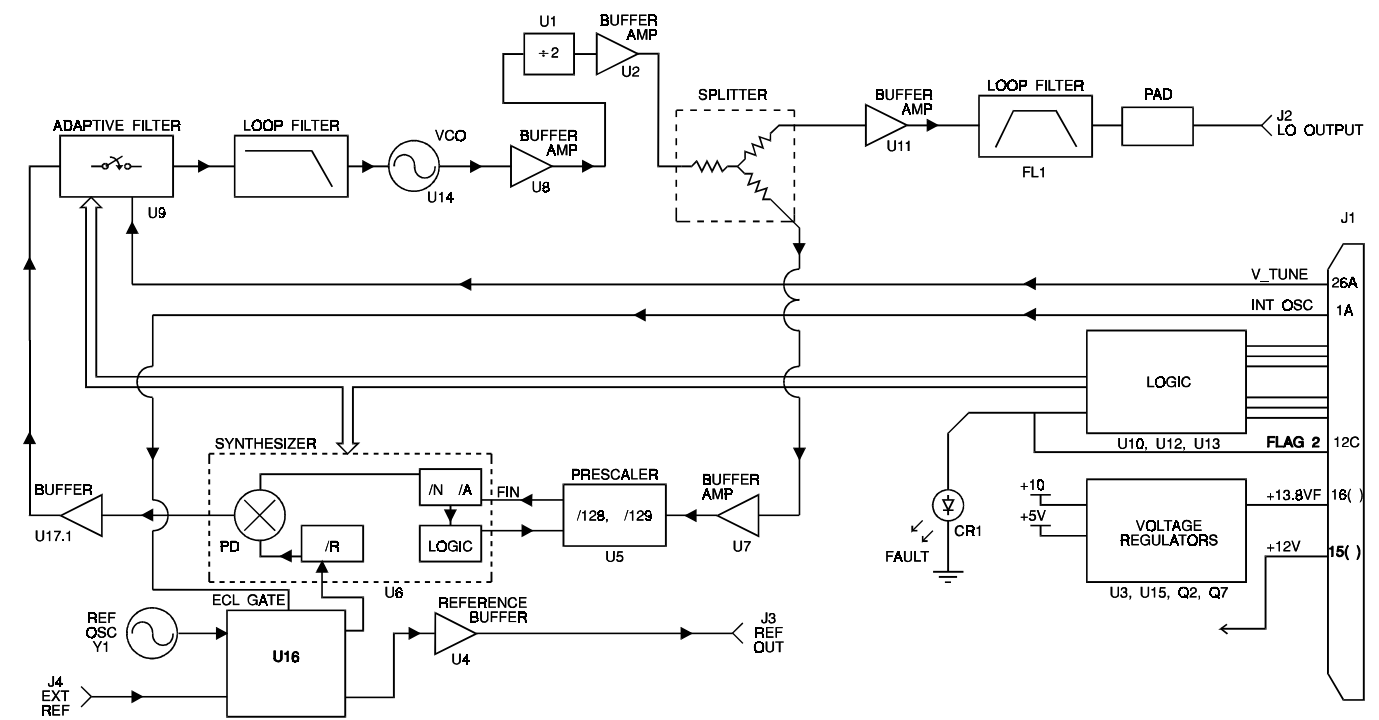 U1
÷2
BUFFER
AMP
U2
SPLITTER
BUFFER
AMP
U11
LOOP FILTER
FL1
PAD
J2
LO OUTPUT
ADAPTIVE FILTER
U9
LOOP FILTER
VCO
U14
BUFFER
AMP
U8
J1
V_TUNE
26A
INT OSC
1A
LOGIC
U10, U12, U13
FLAG 2
12C
SYNTHESIZER
/N /A
FIN
LOGIC
PD
/R
U6
PRESCALER
/128, /129
U5
BUFFER
AMP
U7
BUFFER
U17.1
CR1
FAULT
+10
+5V
VOLTAGE
REGULATORS
U3, U15, Q2, Q7
+13.8VF
16( )
+12V
15( )
ECL GATE
U16
REF
OSC
Y1
J4
EXT
REF
REFERENCE
BUFFER
U4
J3
REF
OUT